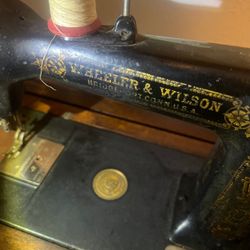 WHEELER & WILSON
BRIDGEPORT CONN U.S.A.